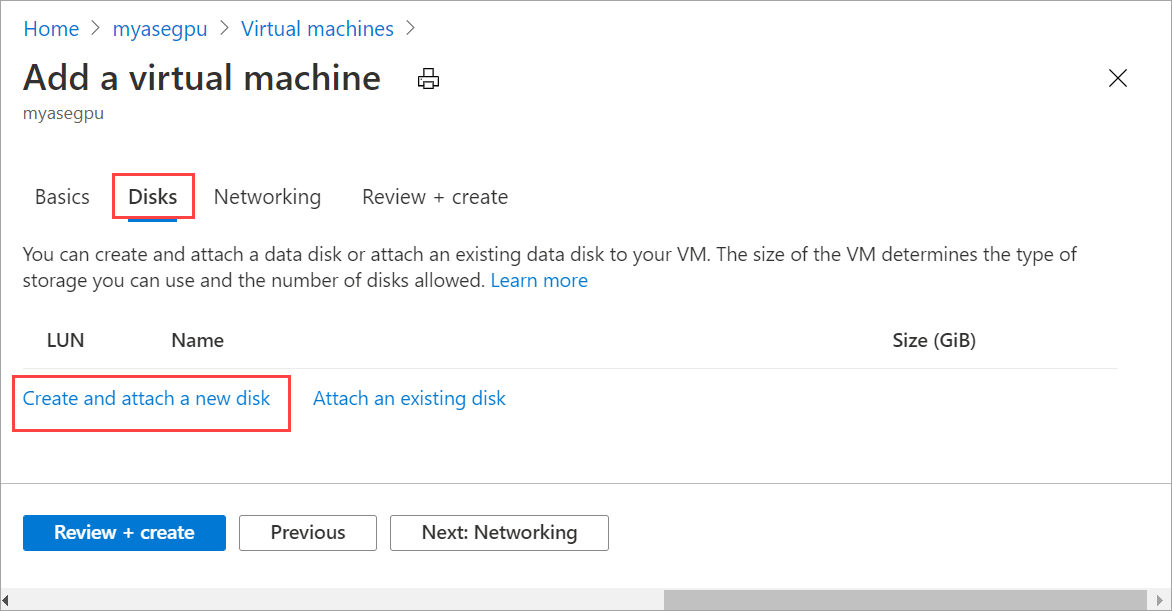 Home > myasegpu > Virtual machines >
Add a virtual machine
myasegpu
Basics Disks Networking Review + create
You can create and attach a data disk or attach an existing data disk to your VM. The size of the VM determines the type of
storage you can use and the number of disks allowed. Learn more
LUN Name Size (GiB)
Create and attach a new disk Attach an existing disk
Review + create Previous Next: Networking